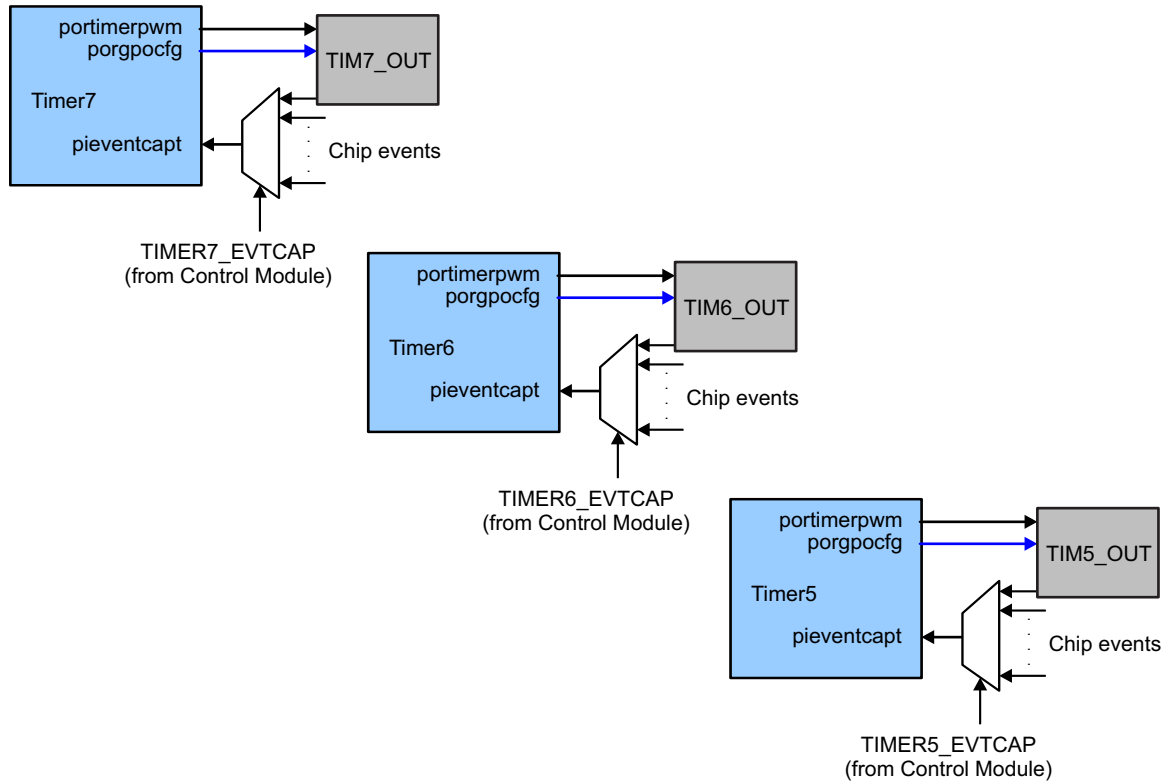 portimerpwm
porgpocfg
TIM7_OUT
Timer7
pieventcapt
Chip events
TIMER7_EVTCAP
(from Control Module)
portimerpwm
porgpocfg
TIM6_OUT
Timer6
pieventcapt
Chip events
TIMER6_EVTCAP
(from Control Module)
portimerpwm
porgpocfg
TIM5_OUT
Timer5
pieventcapt
Chip events
TIMER5_EVTCAP
(from Control Module)